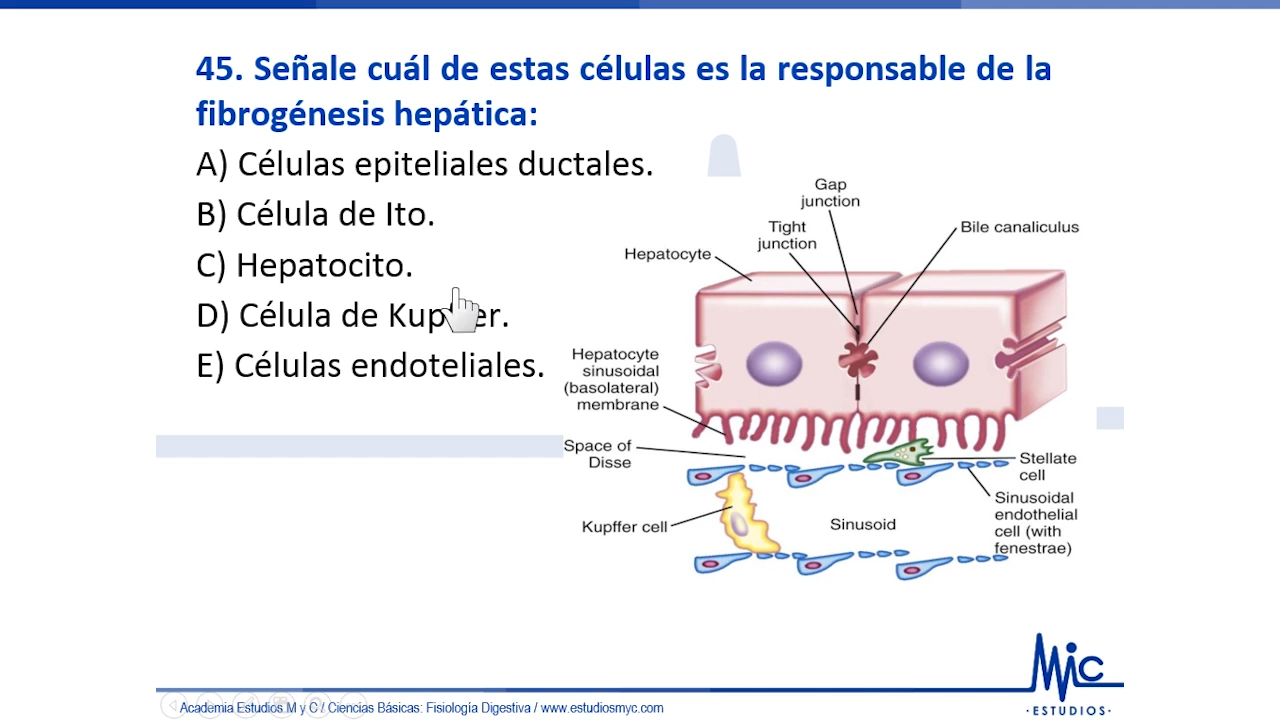 45. Señale cuál de estas células es la responsable de la
fibrogénesis hepática:
A) Células epiteliales ductales.
B) Célula de Ito.
C) Hepatocito.
D) Célula de Kupffer.
E) Células endoteliales.
Gap
junction
Tight
junction
Bile canaliculus
Hepatocyte
Hepatocyte
sinusoidal
(basolateral)
membrane
Space of
Disse
Stellate
cell
Sinusoidal
endothelial
cell (with
fenestrae)
Kupffer cell
Sinusoid
MiC
·ESTUDIOS·
Academia Estudios M y C / Ciencias Básicas: Fisiología Digestiva / www.estudiosmyc.com